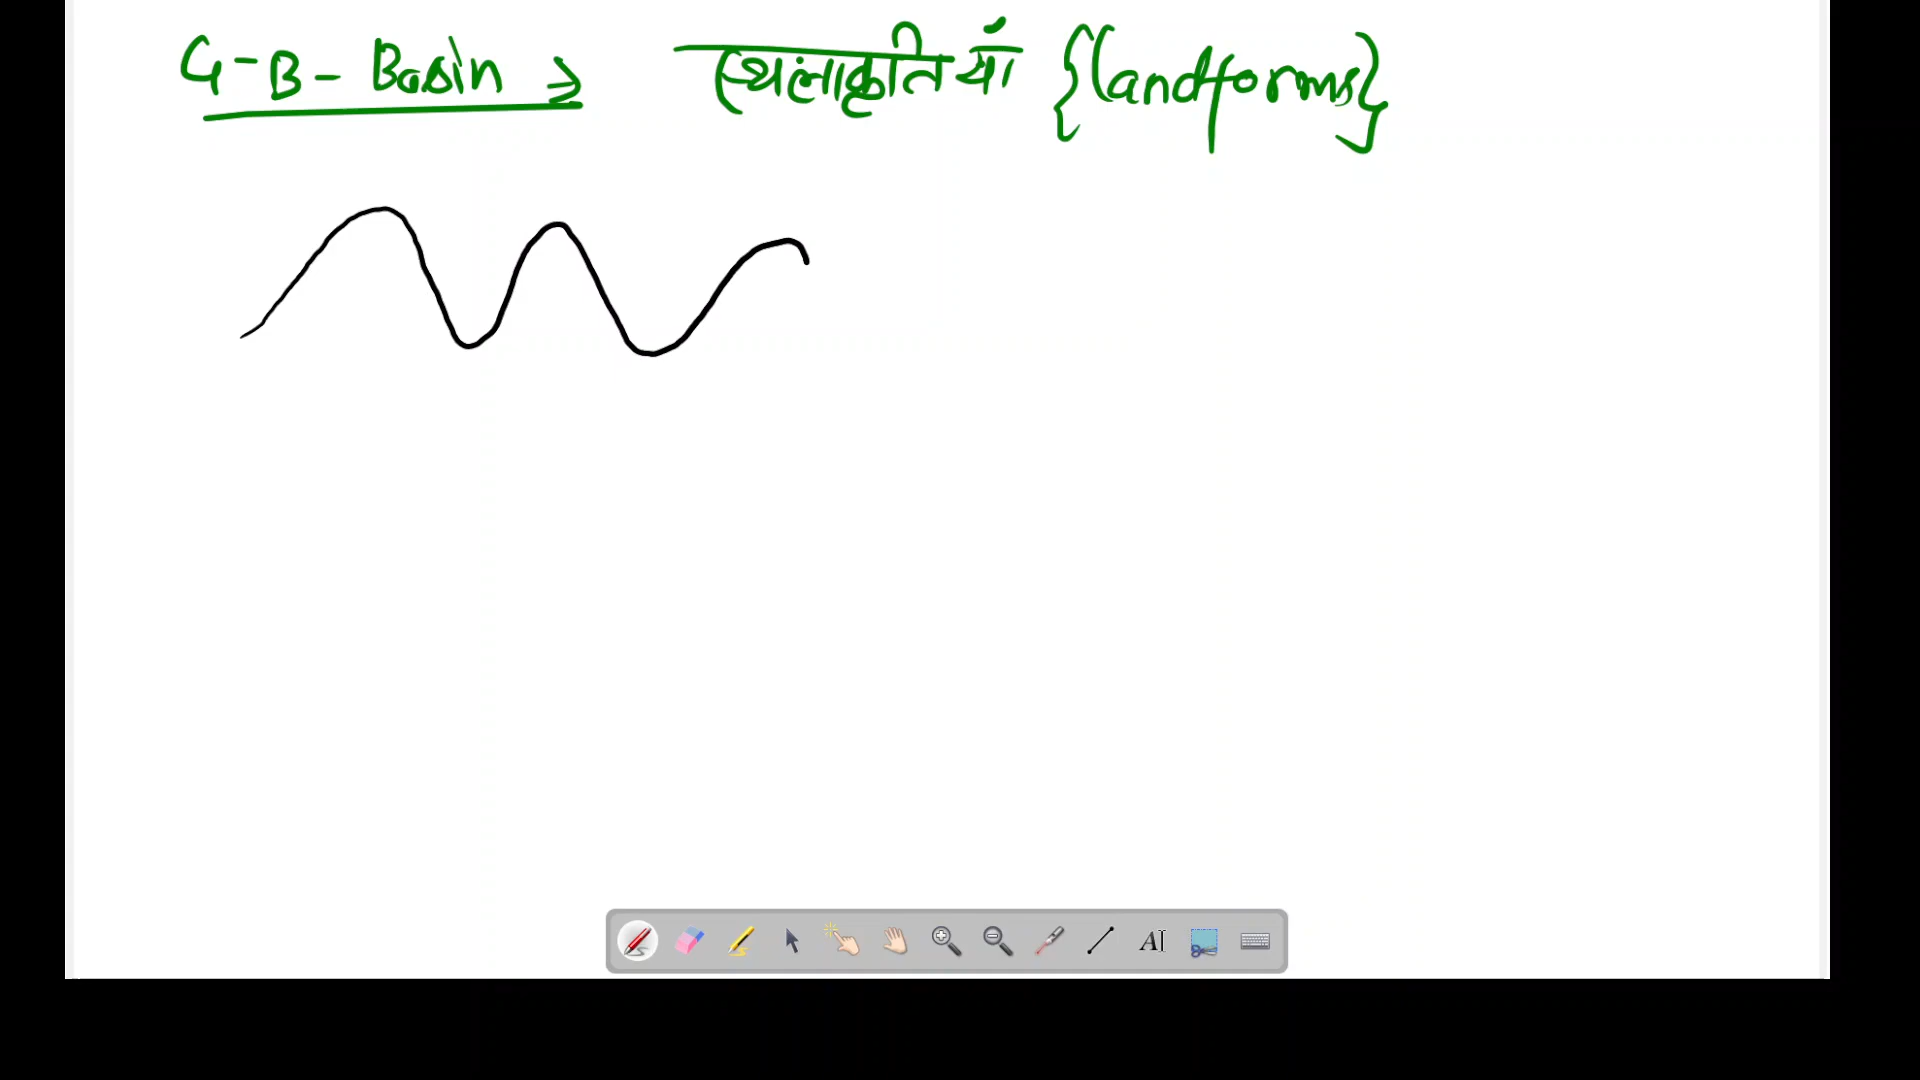 G-B- Basin ⇒ स्थलाकृतियाँ {landforms}